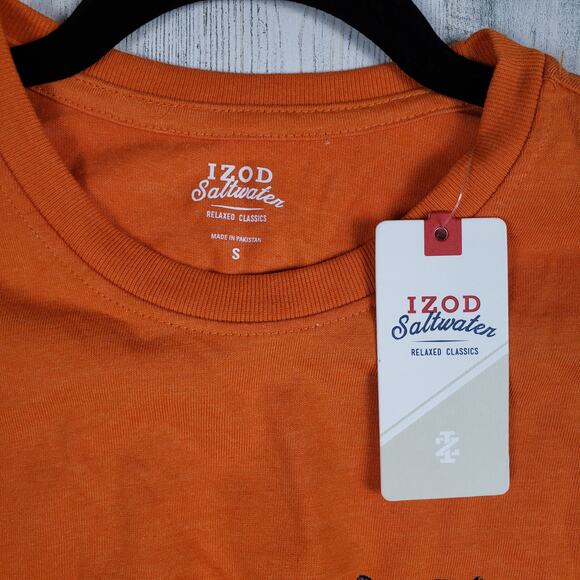 IZOD
Saltwater
RELAXED CLASSICS
MADE IN PAKISTAN
S
IZOD
Saltwater
RELAXED CLASSICS